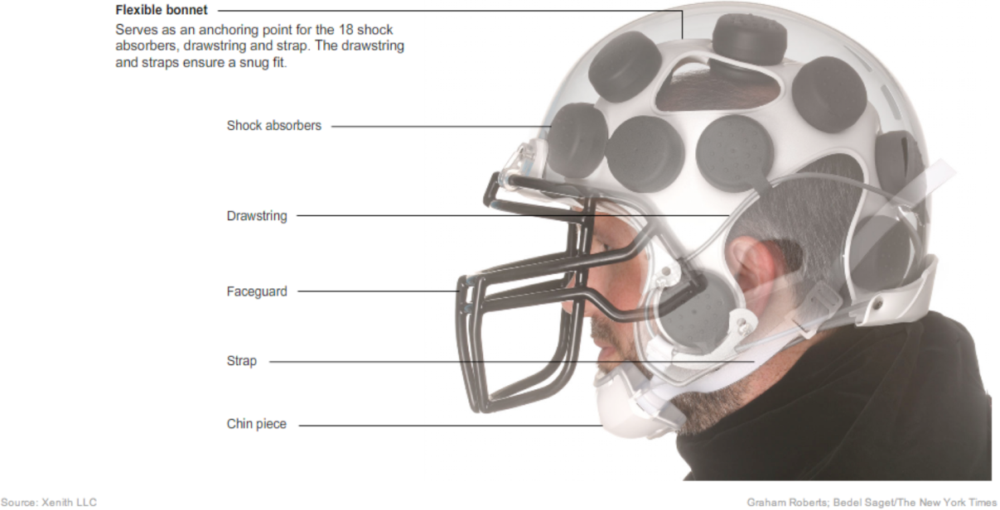 Flexible bonnet
Serves as an anchoring point for the 18 shock
absorbers, drawstring and strap. The drawstring
and straps ensure a snug fit.
Shock absorbers
Drawstring
Faceguard
Strap
Chin piece
Source: Xenith LLC
Graham Roberts; Bedel Saget/The New York Times